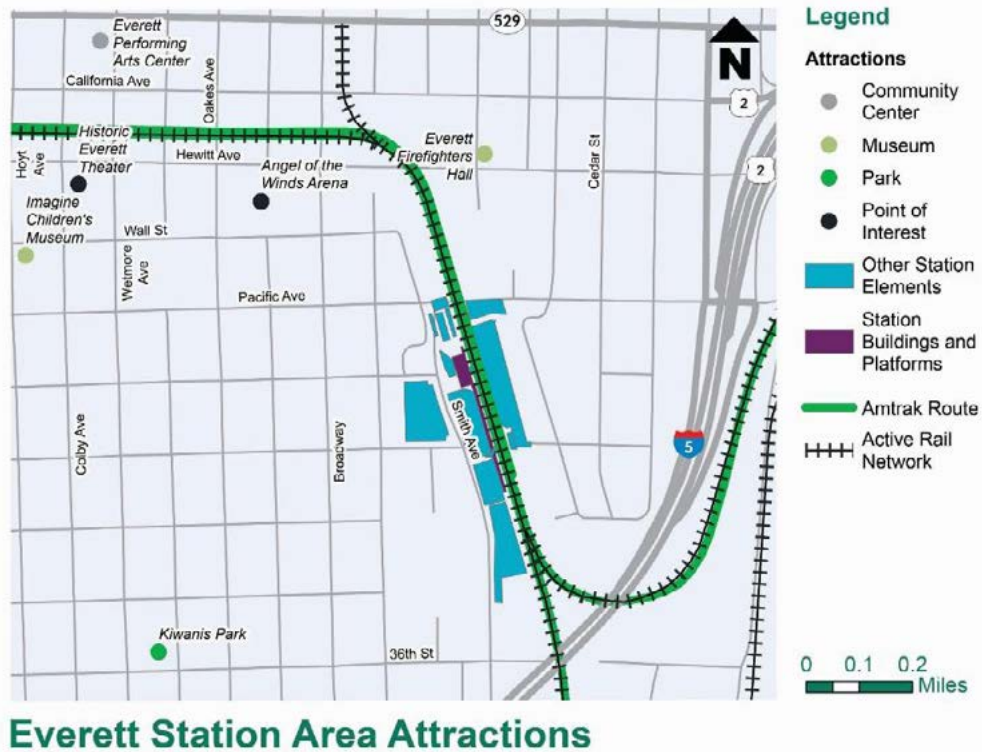 529
Everett
Performing
Arts Center
California Ave
Oakes Ave
N
2
2
Historic
Everett
Theater
Hoyt
Ave
Hewitt Ave
Angel of the
Winds Arena
Everett
Firefighters
Hall
Cedar St
Imagine
Children's
Museum
Wall St
Wetmore
Ave
Pacific Ave
Colby Ave
Broadway
Smith Ave
5
Kiwanis Park
36th St
Legend
Attractions
Community
Center
Museum
Park
Point of
Interest
Other Station
Elements
Station
Buildings and
Platforms
Amtrak Route
Active Rail
Network
0 0.1 0.2
Miles
Everett Station Area Attractions